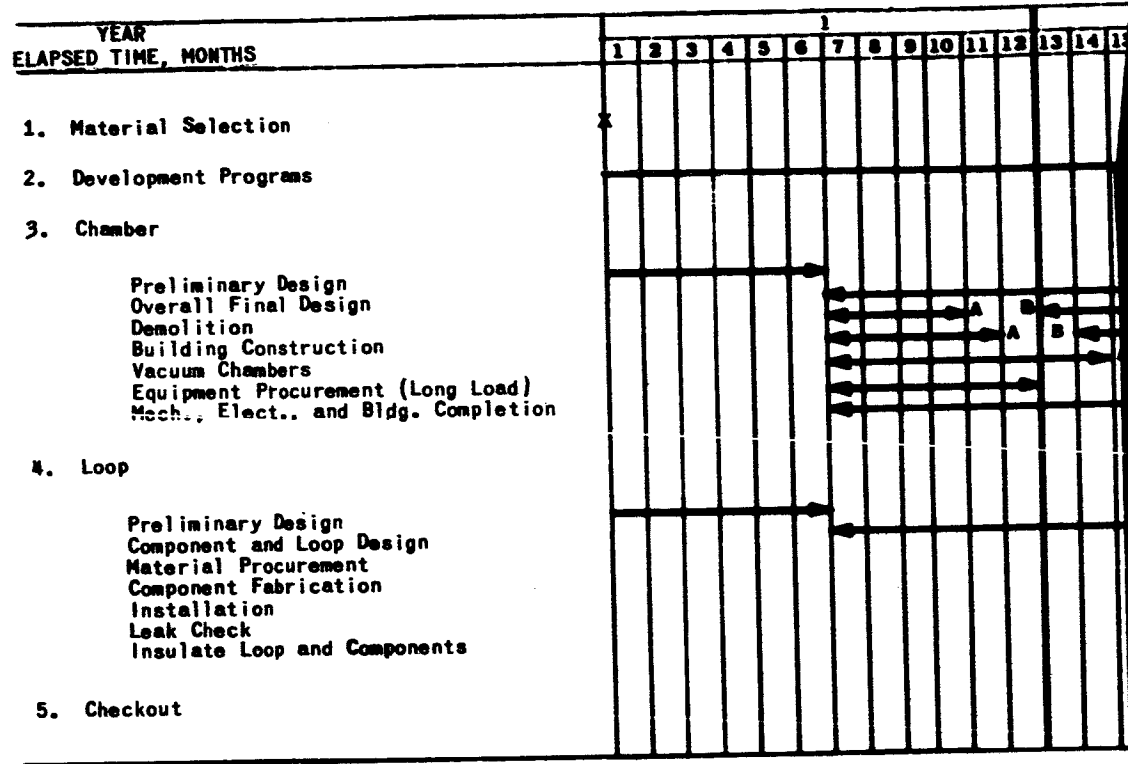 YEAR 1
ELAPSED TIME, MONTHS 1 2 3 4 5 6 7 8 9 10 11 12 13 14
1. Material Selection X
2. Development Programs
3. Chamber
Preliminary Design
Overall Final Design
Demolition A B
Building Construction A B
Vacuum Chambers
Equipment Procurement (Long Load)
Mech., Elect.. and Bldg. Completion
4. Loop
Preliminary Design
Component and Loop Design
Material Procurement
Component Fabrication
Installation
Leak Check
Insulate Loop and Components
5. Checkout